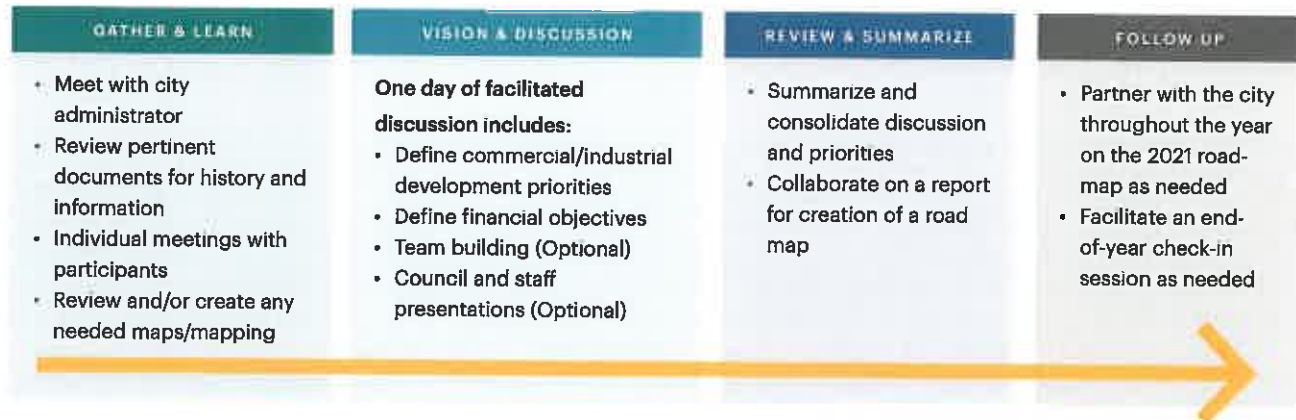 GATHER & LEARN
• Meet with city
administrator
• Review pertinent
documents for history and
information
• Individual meetings with
participants
• Review and/or create any
needed maps/mapping
VISION & DISCUSSION
One day of facilitated
discussion includes:
• Define commercial/industrial
development priorities
• Define financial objectives
• Team building (Optional)
• Council and staff
presentations (Optional)
REVIEW & SUMMARIZE
• Summarize and
consolidate discussion
and priorities
• Collaborate on a report
for creation of a road
map
FOLLOW UP
• Partner with the city
throughout the year
on the 2021 road-
map as needed
• Facilitate an end-
of-year check-in
session as needed